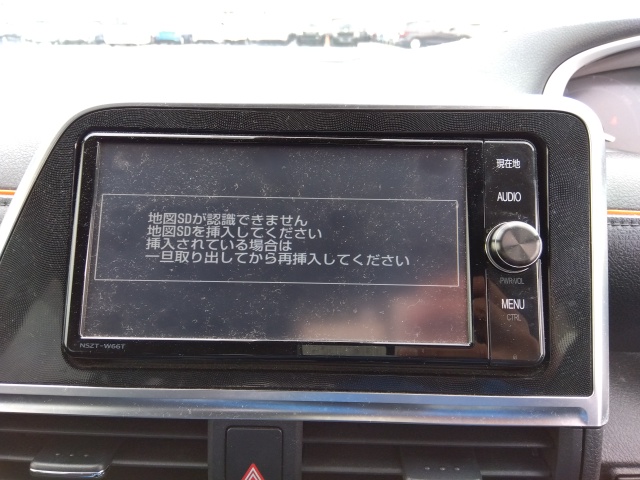 地図SDが認識できません
地図SDを挿入してください
挿入されている場合は
一旦取り出してから再挿入してください
NSZT-W66T
現在地
AUDIO
PWR·VOL
MENU
CTRL